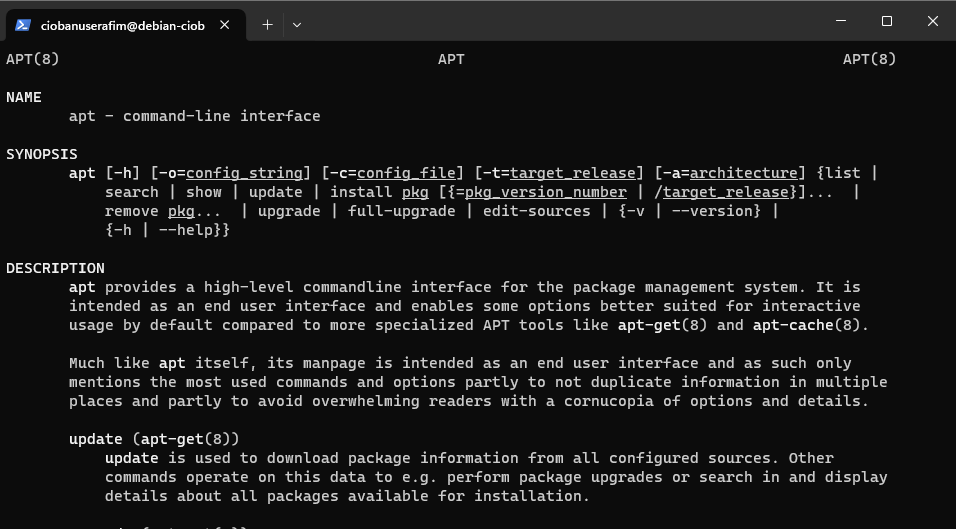 ciobanuserafim@debian-ciob
APT(8) APT APT(8)
NAME
apt - command-line interface
SYNOPSIS
apt [-h] [-o=config_string] [-c=config_file] [-t=target_release] [-a=architecture] {list |
search | show | update | install pkg [{=pkg_version_number | /target_release}]... |
remove pkg... | upgrade | full-upgrade | edit-sources | {-v | --version} |
{-h | --help}}
DESCRIPTION
apt provides a high-level commandline interface for the package management system. It is
intended as an end user interface and enables some options better suited for interactive
usage by default compared to more specialized APT tools like apt-get(8) and apt-cache(8).
Much like apt itself, its manpage is intended as an end user interface and as such only
mentions the most used commands and options partly to not duplicate information in multiple
places and partly to avoid overwhelming readers with a cornucopia of options and details.
update (apt-get(8))
update is used to download package information from all configured sources. Other
commands operate on this data to e.g. perform package upgrades or search in and display
details about all packages available for installation.